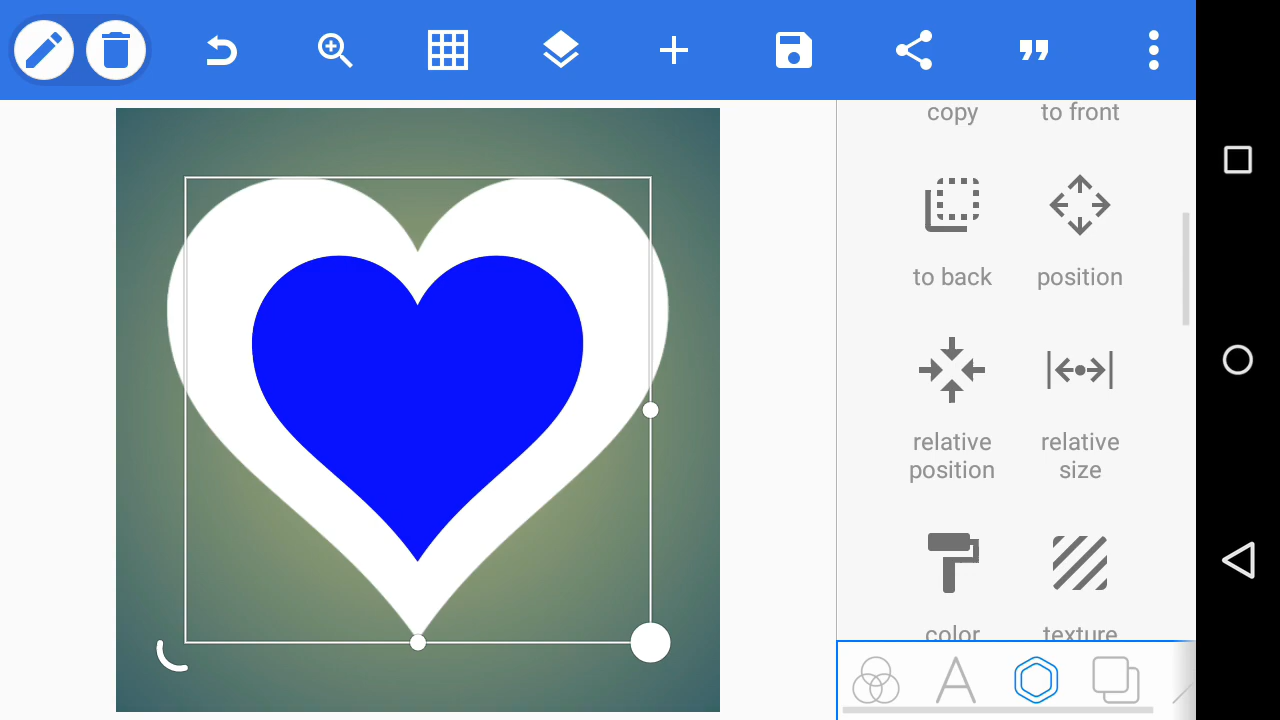 copy
to front
to back
position
relative
position
relative
size
color
texture